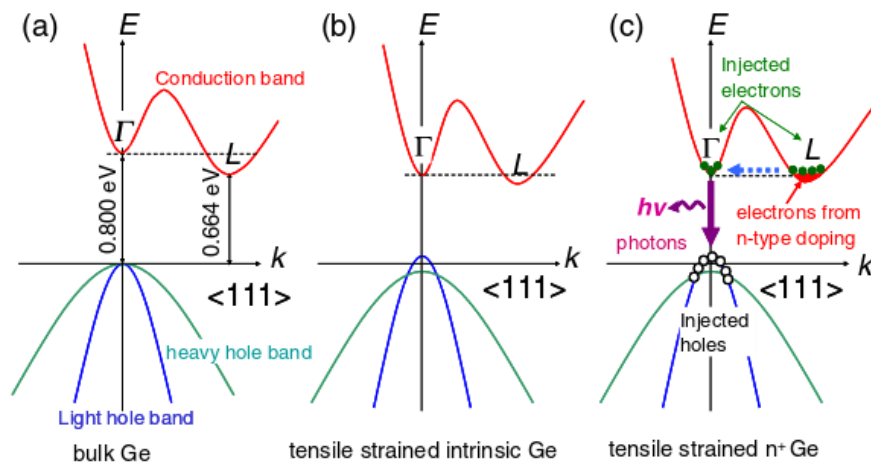 (a)
E
Conduction band
Γ
L
0.800 eV
0.664 eV
k
<111>
heavy hole band
Light hole band
bulk Ge
(b)
E
Γ
L
k
<111>
tensile strained intrinsic Ge
(c)
E
Injected
electrons
Γ
L
hν
photons
electrons from
n-type doping
k
<111>
Injected
holes
tensile strained n⁺ Ge